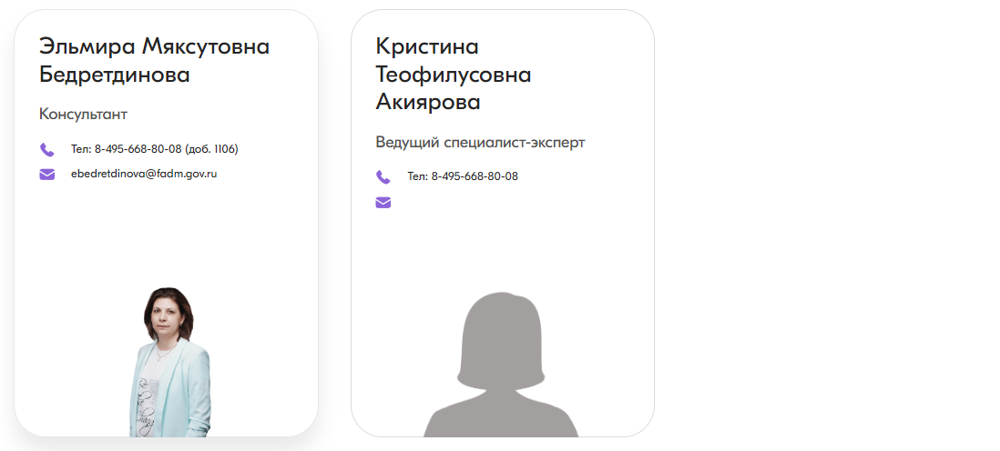 Эльмира Мяксутовна
Бедретдинова
Консультант
Тел: 8-495-668-80-08 (доб. 1106)
ebedretdinova@fadm.gov.ru
Кристина
Теофилусовна
Акиярова
Ведущий специалист-эксперт
Тел: 8-495-668-80-08